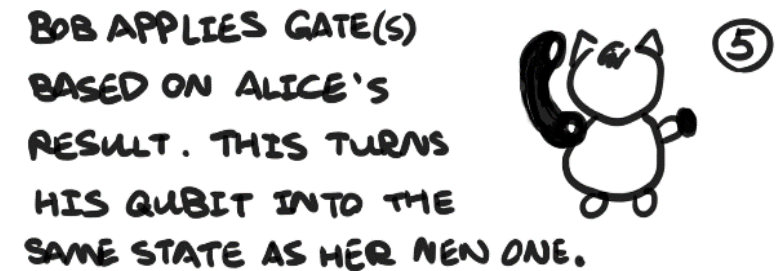 BOB APPLIES GATE(S)
5
BASED ON ALICE'S
RESULT. THIS TURNS
HIS QUBIT INTO THE
SAME STATE AS HER NEN ONE.